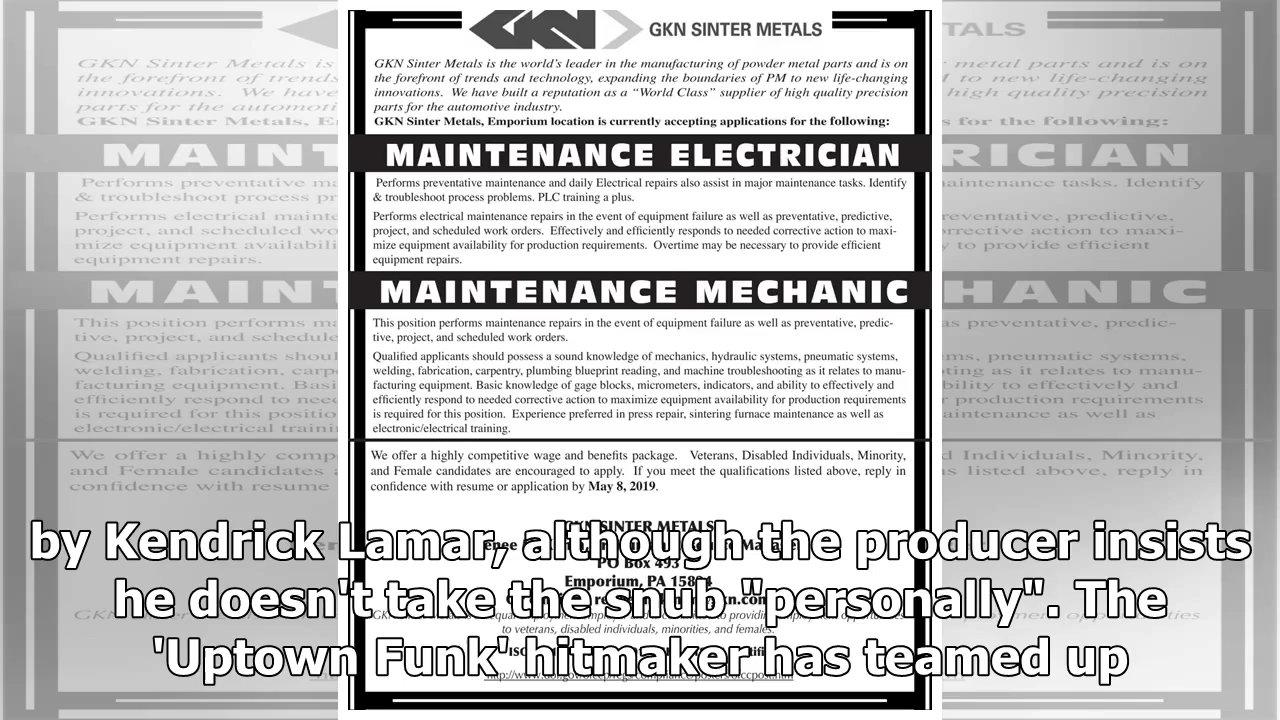 GKN SINTER METALS
GKN Sinter Metals is the world's leader in the manufacturing of powder metal parts and is on
the forefront of trends and technology, expanding the boundaries of PM to new life-changing
innovations. We have built a reputation as a “World Class” supplier of high quality precision
parts for the automotive industry.
GKN Sinter Metals, Emporium location is currently accepting applications for the following:
MAINTENANCE ELECTRICIAN
Performs preventative maintenance and daily Electrical repairs also assist in major maintenance tasks. Identify
& troubleshoot process problems. PLC training a plus.
Performs electrical maintenance repairs in the event of equipment failure as well as preventative, predictive,
project, and scheduled work orders. Effectively and efficiently responds to needed corrective action to maxi-
mize equipment availability for production requirements. Overtime may be necessary to provide efficient
equipment repairs.
MAINTENANCE MECHANIC
This position performs maintenance repairs in the event of equipment failure as well as preventative, predic-
tive, project, and scheduled work orders.
Qualified applicants should possess a sound knowledge of mechanics, hydraulic systems, pneumatic systems,
welding, fabrication, carpentry, plumbing blueprint reading, and machine troubleshooting as it relates to manu-
facturing equipment. Basic knowledge of gage blocks, micrometers, indicators, and ability to effectively and
efficiently respond to needed corrective action to maximize equipment availability for production requirements
is required for this position. Experience preferred in press repair, sintering furnace maintenance as well as
electronic/electrical training.
We offer a highly competitive wage and benefits package. Veterans, Disabled Individuals, Minority,
and Female candidates are encouraged to apply. If you meet the qualifications listed above, reply in
confidence with resume or application by May 8, 2019.
GKN SINTER METALS
by Kendrick Lamar, although the producer insists
PO Box 493
Emporium, PA 15834
he doesn't take the snub "personally". The
to veterans, disabled individuals, minorities, and females.
'Uptown Funk' hitmaker has teamed up